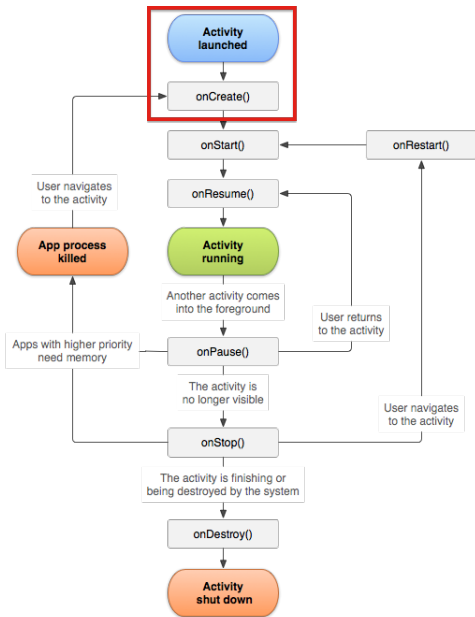 Activity
launched
onCreate()
onStart()
onRestart()
User navigates
to the activity
onResume()
App process
killed
Activity
running
Another activity comes
into the foreground
User returns
to the activity
Apps with higher priority
need memory
onPause()
The activity is
no longer visible
User navigates
to the activity
onStop()
The activity is finishing or
being destroyed by the system
onDestroy()
Activity
shut down